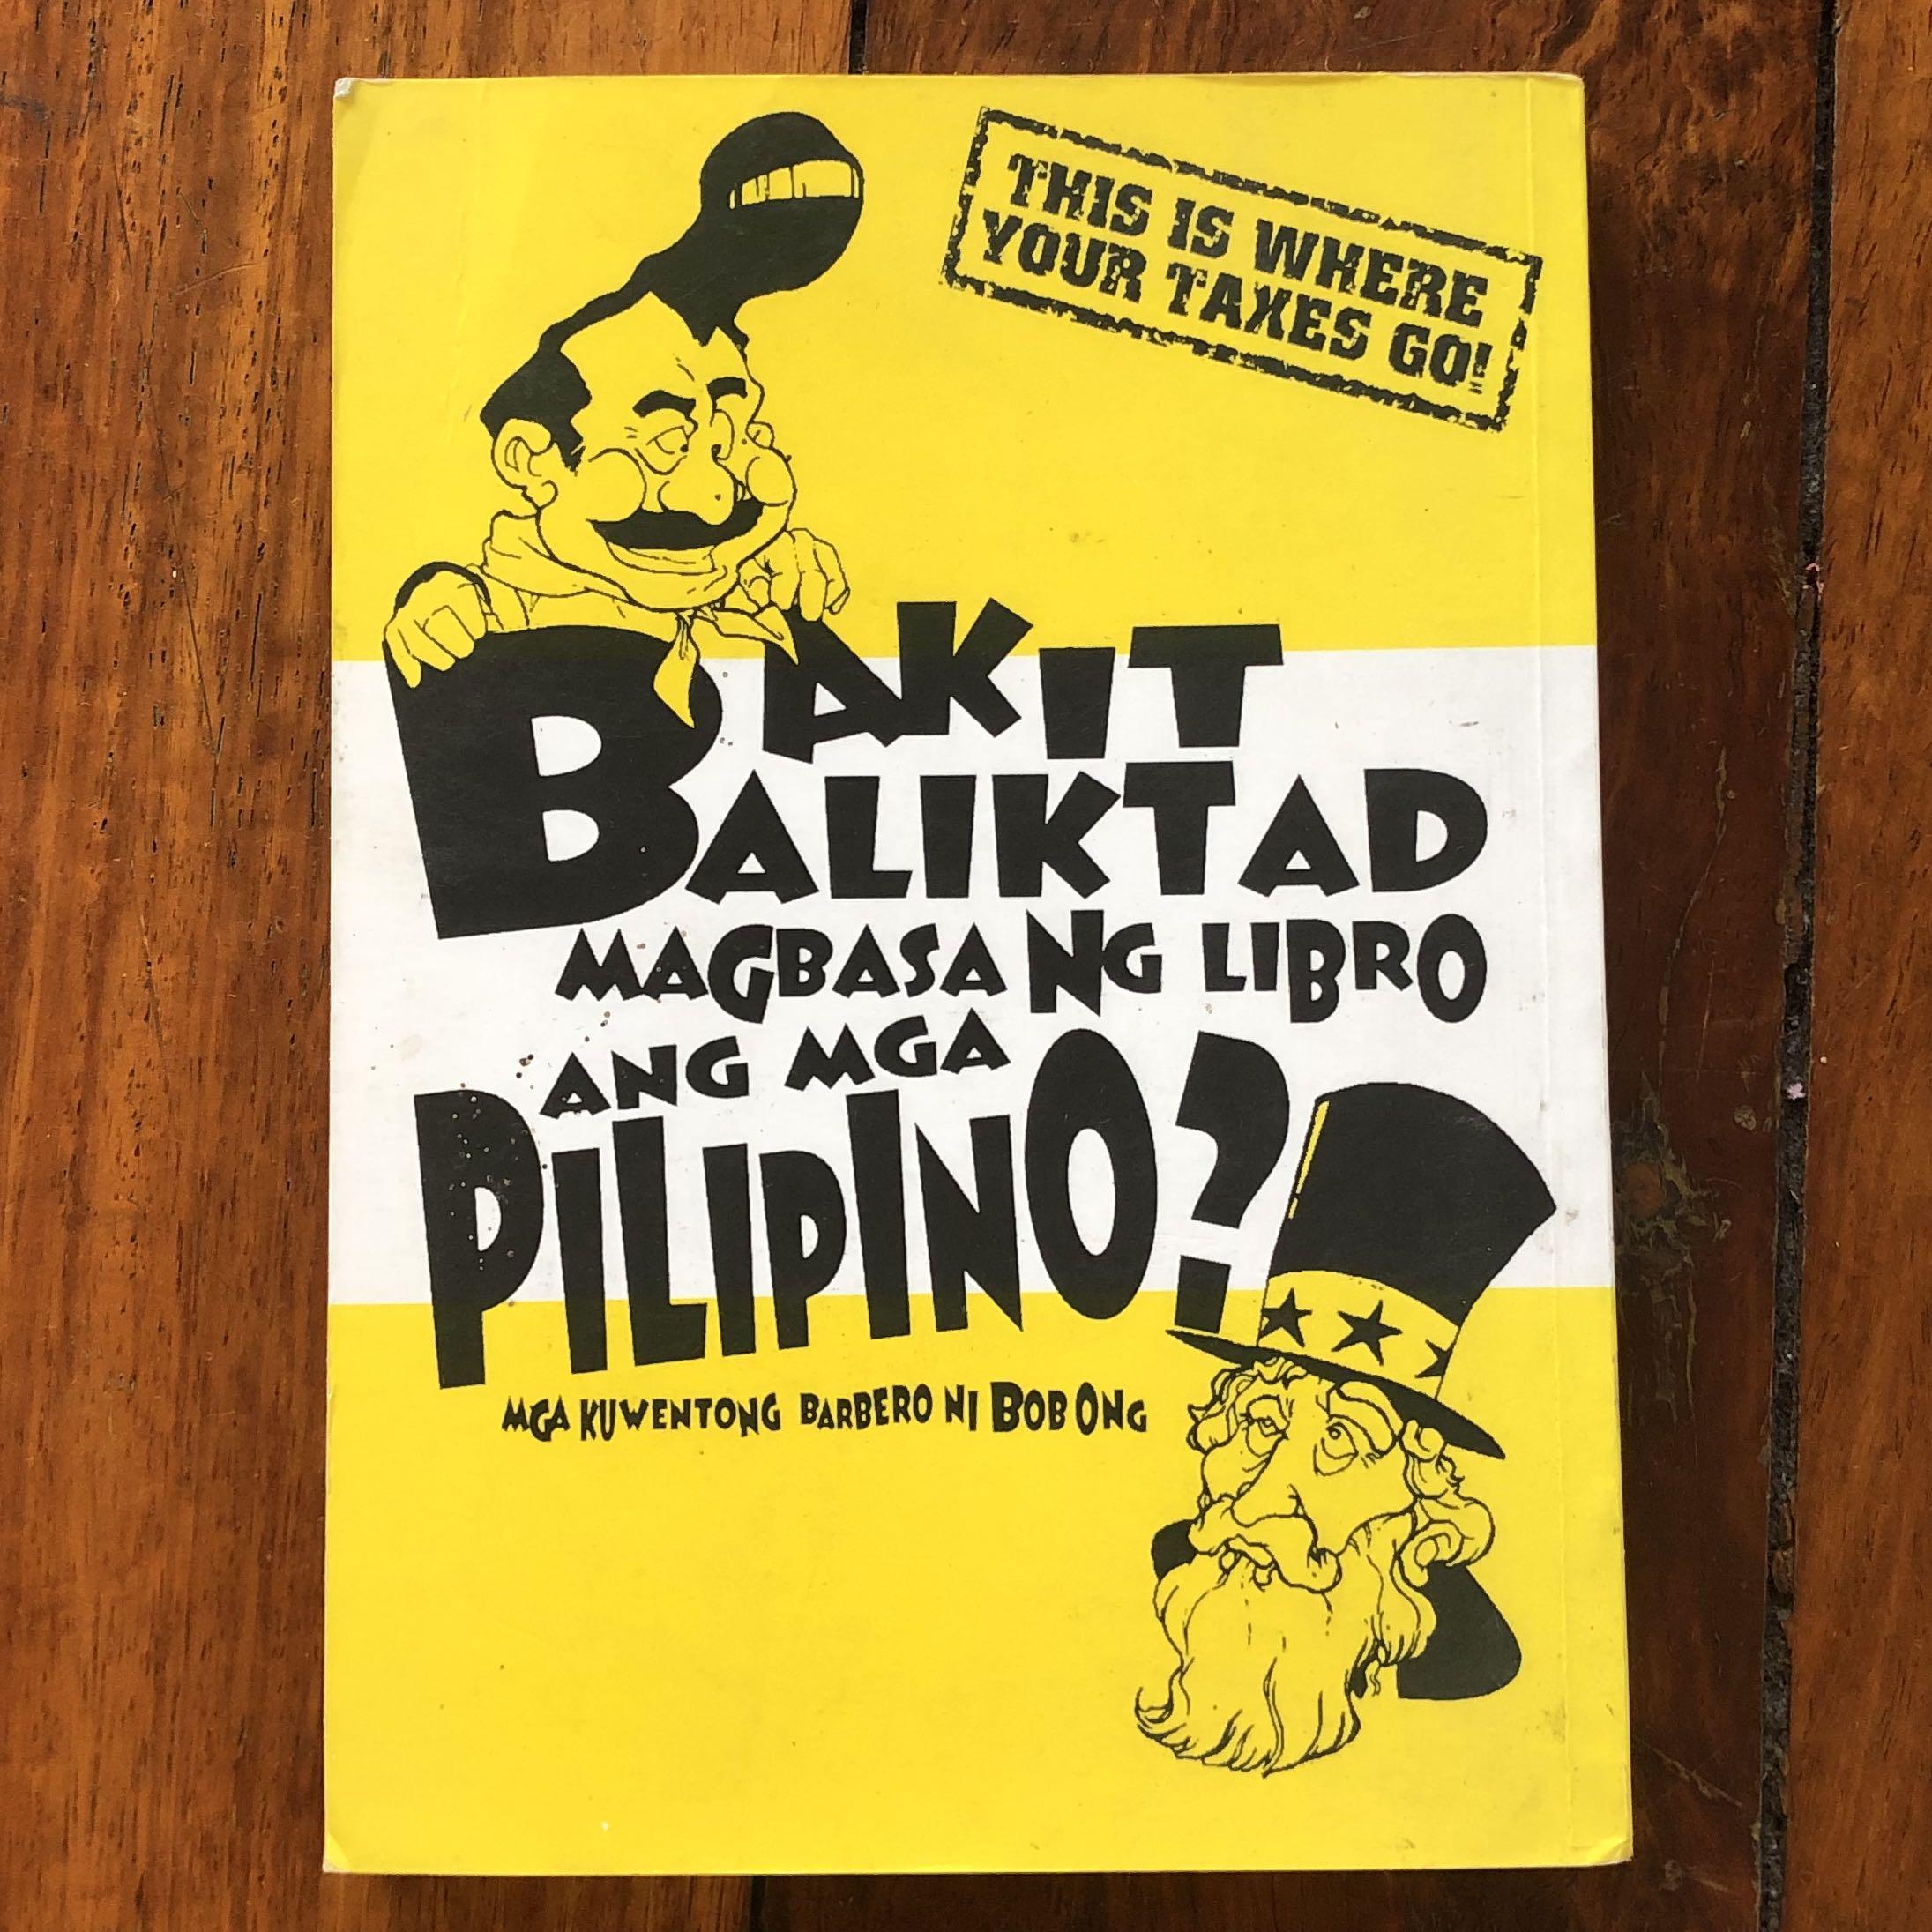 THIS IS WHERE
YOUR TAXES GO!
BAKIT
BALIKTAD
MAGBASA NG LIBRO
ANG MGA
PILIPINO?
MGA KUWENTONG BARBERO NI BOB ONG